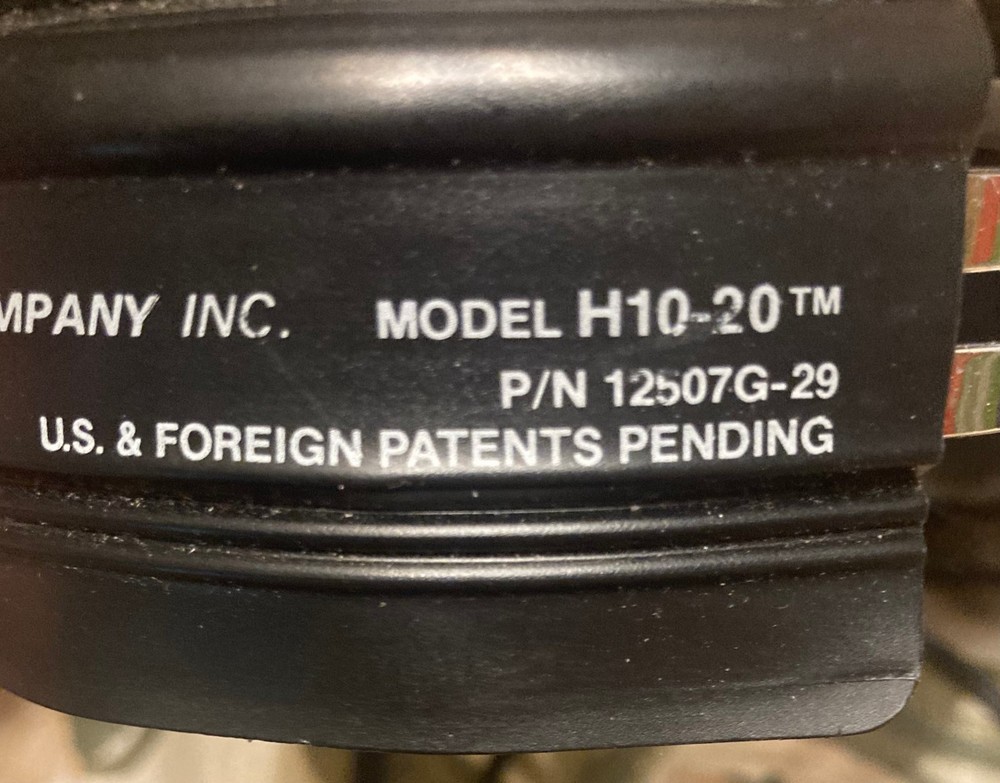 MPANY INC. MODEL H10-20™
P/N 12507G-29
U.S. & FOREIGN PATENTS PENDING